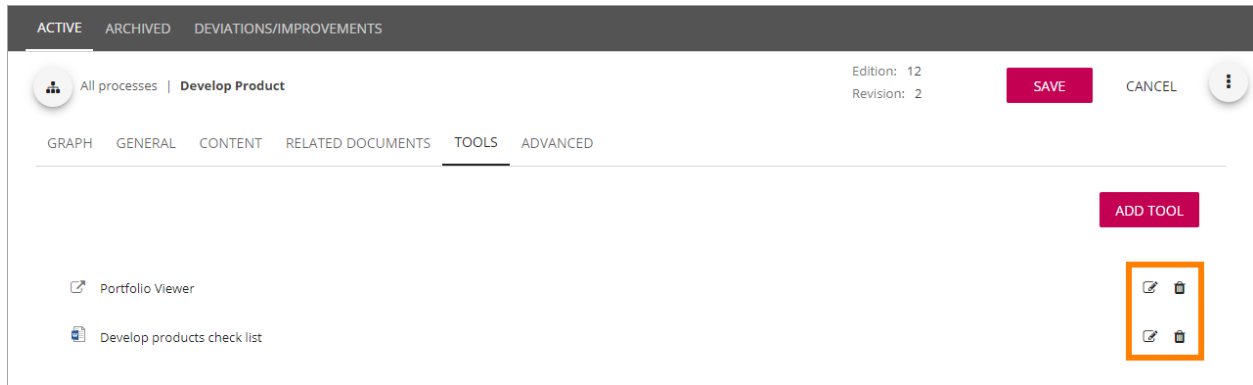 ACTIVE ARCHIVED DEVIATIONS/IMPROVEMENTS
All processes | Develop Product
Edition: 12
Revision: 2
SAVE CANCEL
GRAPH GENERAL CONTENT RELATED DOCUMENTS TOOLS ADVANCED
ADD TOOL
Portfolio Viewer
Develop products check list